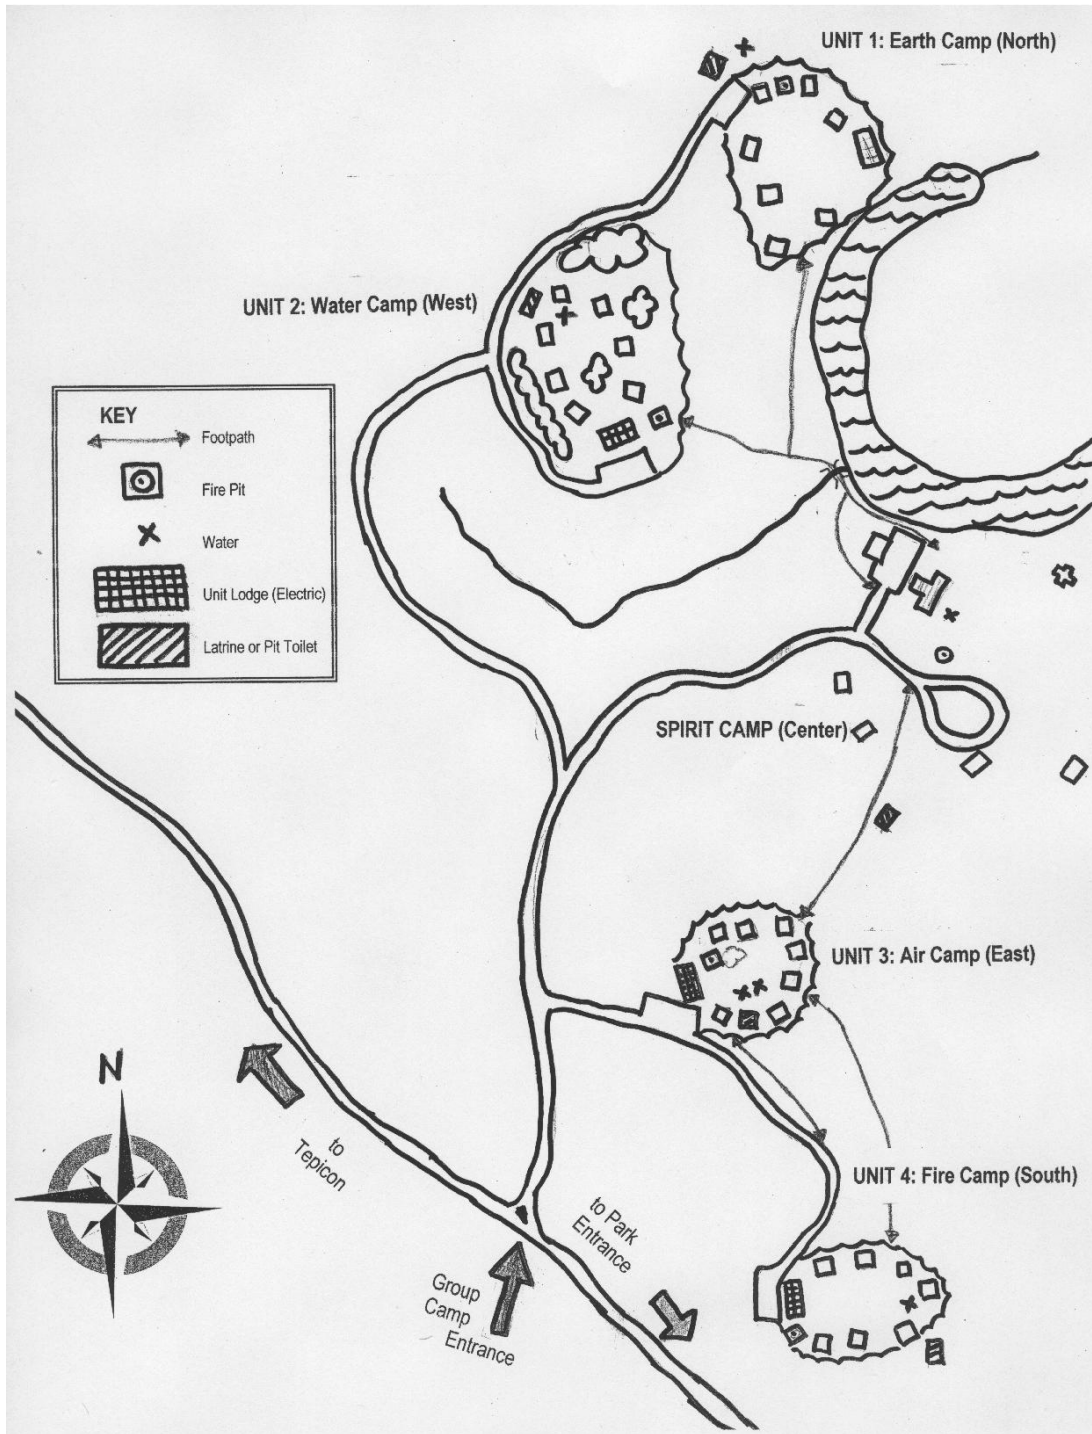 UNIT 1: Earth Camp (North)
UNIT 2: Water Camp (West)
KEY
Footpath
Fire Pit
Water
Unit Lodge (Electric)
Latrine or Pit Toilet
SPIRIT CAMP (Center)
UNIT 3: Air Camp (East)
N
to
Tepicon
UNIT 4: Fire Camp (South)
to Park
Entrance
Group
Camp
Entrance